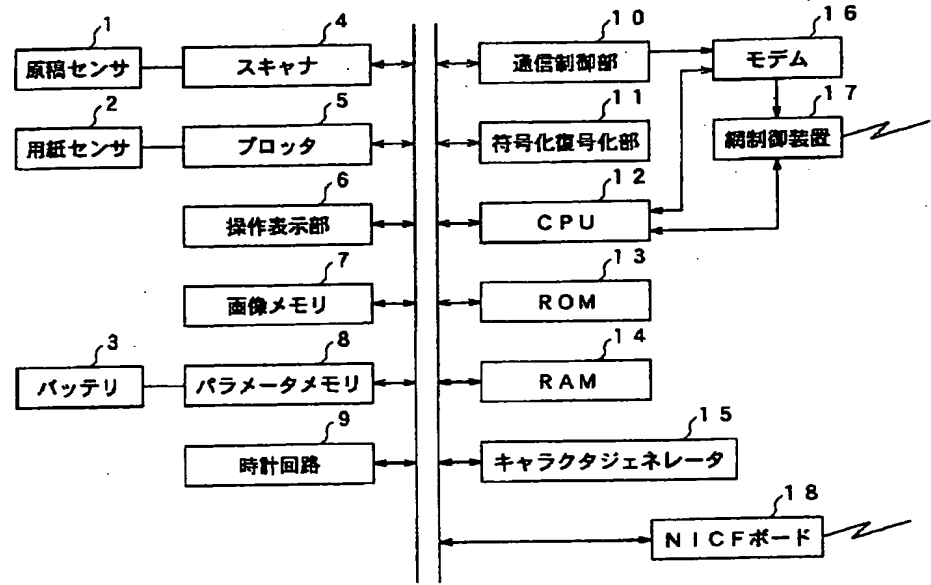 1
原稿センサ
2
用紙センサ
3
バッテリ
4
スキャナ
5
プロッタ
6
操作表示部
7
画像メモリ
8
パラメータメモリ
9
時計回路
10
通信制御部
11
符号化復号化部
12
CPU
13
ROM
14
RAM
15
キャラクタジェネレータ
16
モデム
17
網制御装置
18
NICFボード